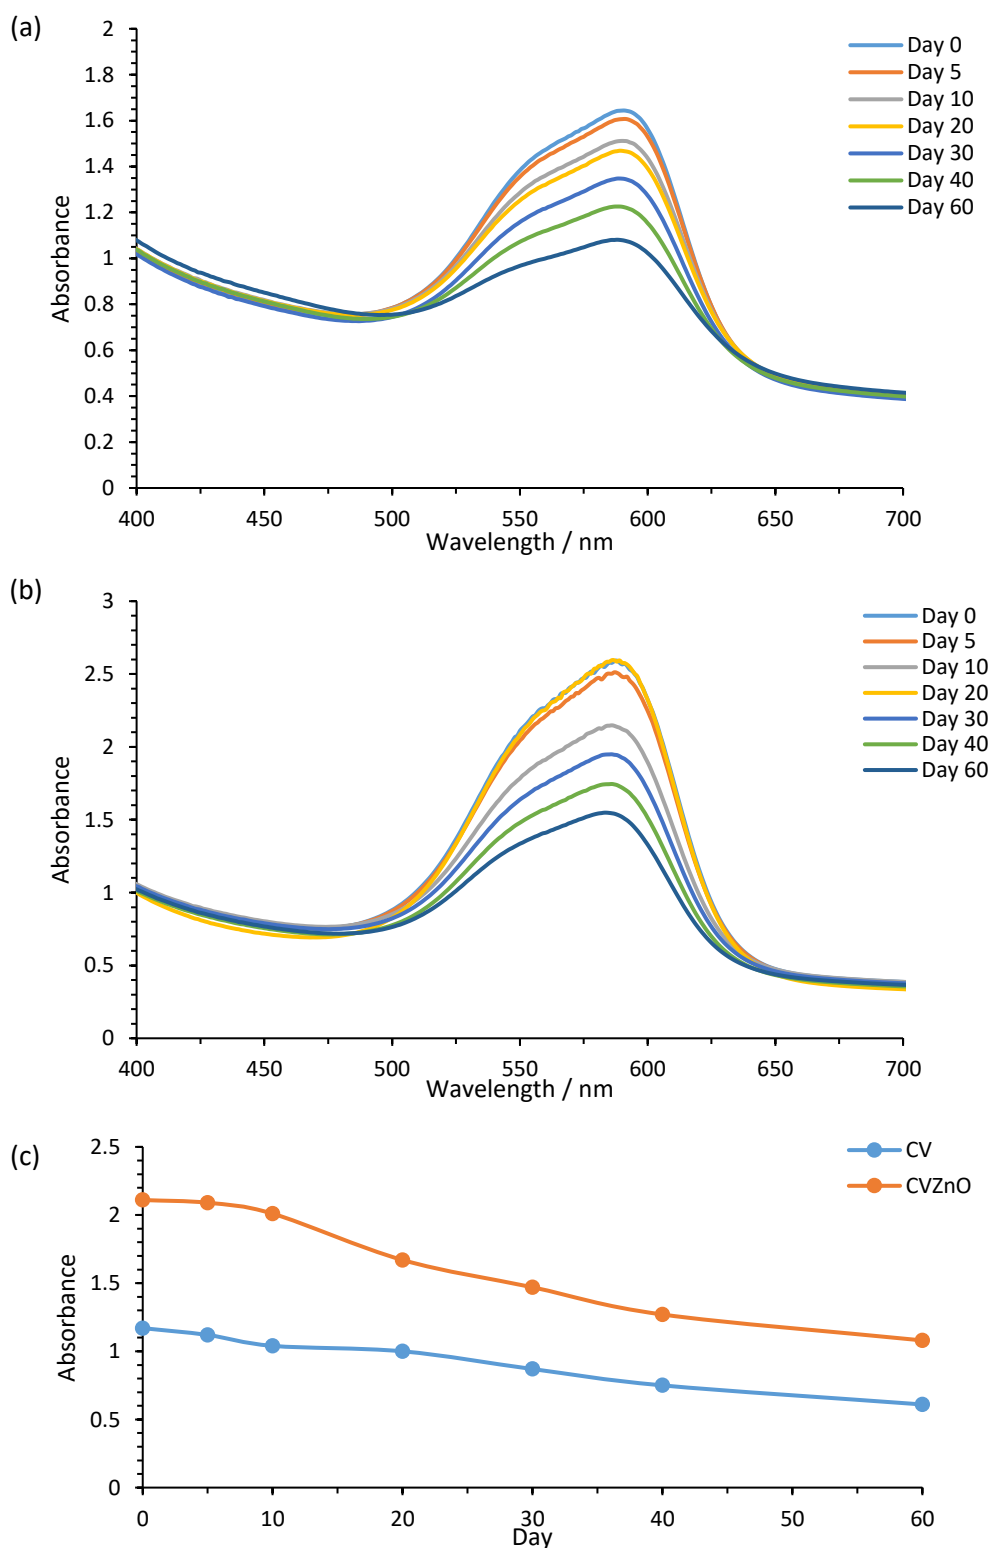 (a)
2
1.8
1.6
1.4
1.2
1
0.8
0.6
0.4
0.2
0
Absorbance
400 450 500 550 600 650 700
Wavelength / nm
Day 0
Day 5
Day 10
Day 20
Day 30
Day 40
Day 60
(b)
3
2.5
2
1.5
1
0.5
0
Absorbance
400 450 500 550 600 650 700
Wavelength / nm
Day 0
Day 5
Day 10
Day 20
Day 30
Day 40
Day 60
(c)
2.5
2
1.5
1
0.5
0
Absorbance
0 10 20 30 40 50 60
Day
CV
CVZnO